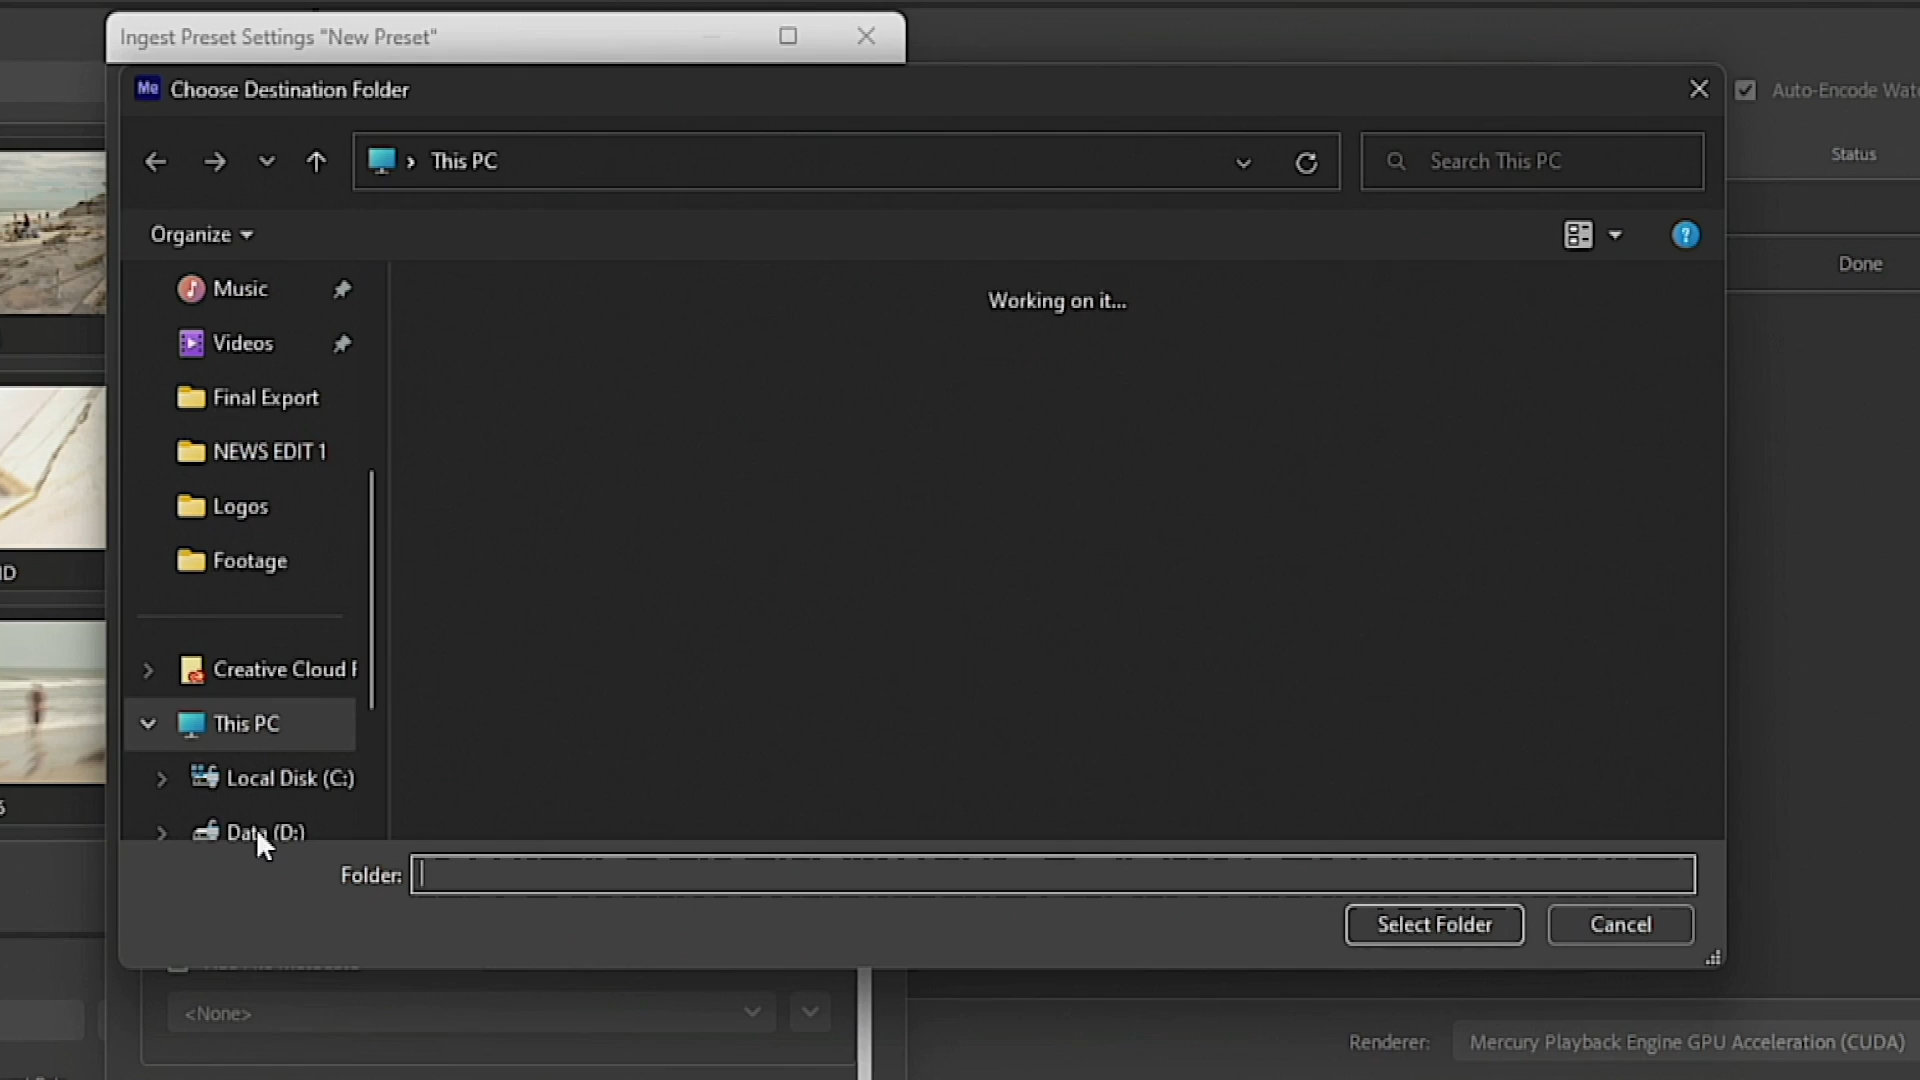 Ingest Preset Settings "New Preset"
Me Choose Destination Folder
Auto-Encode Wat
This PC
Search This PC
Status
Organize
?
Done
Music
Working on it...
Videos
Final Export
NEWS EDIT 1
Logos
Footage
ID
Creative Cloud F
This PC
Local Disk (C:)
Data (D:)
Folder:
Select Folder
Cancel
<None>
Renderer:
Mercury Playback Engine GPU Acceleration (CUDA)